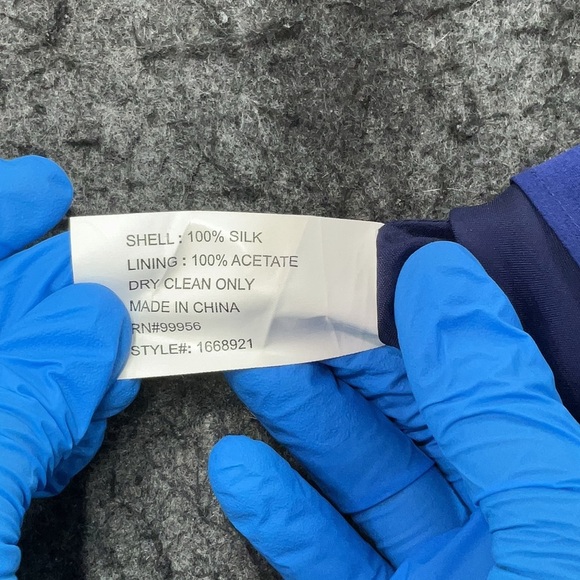 SHELL : 100% SILK
LINING : 100% ACETATE
DRY CLEAN ONLY
MADE IN CHINA
RN#99956
STYLE#: 1668921